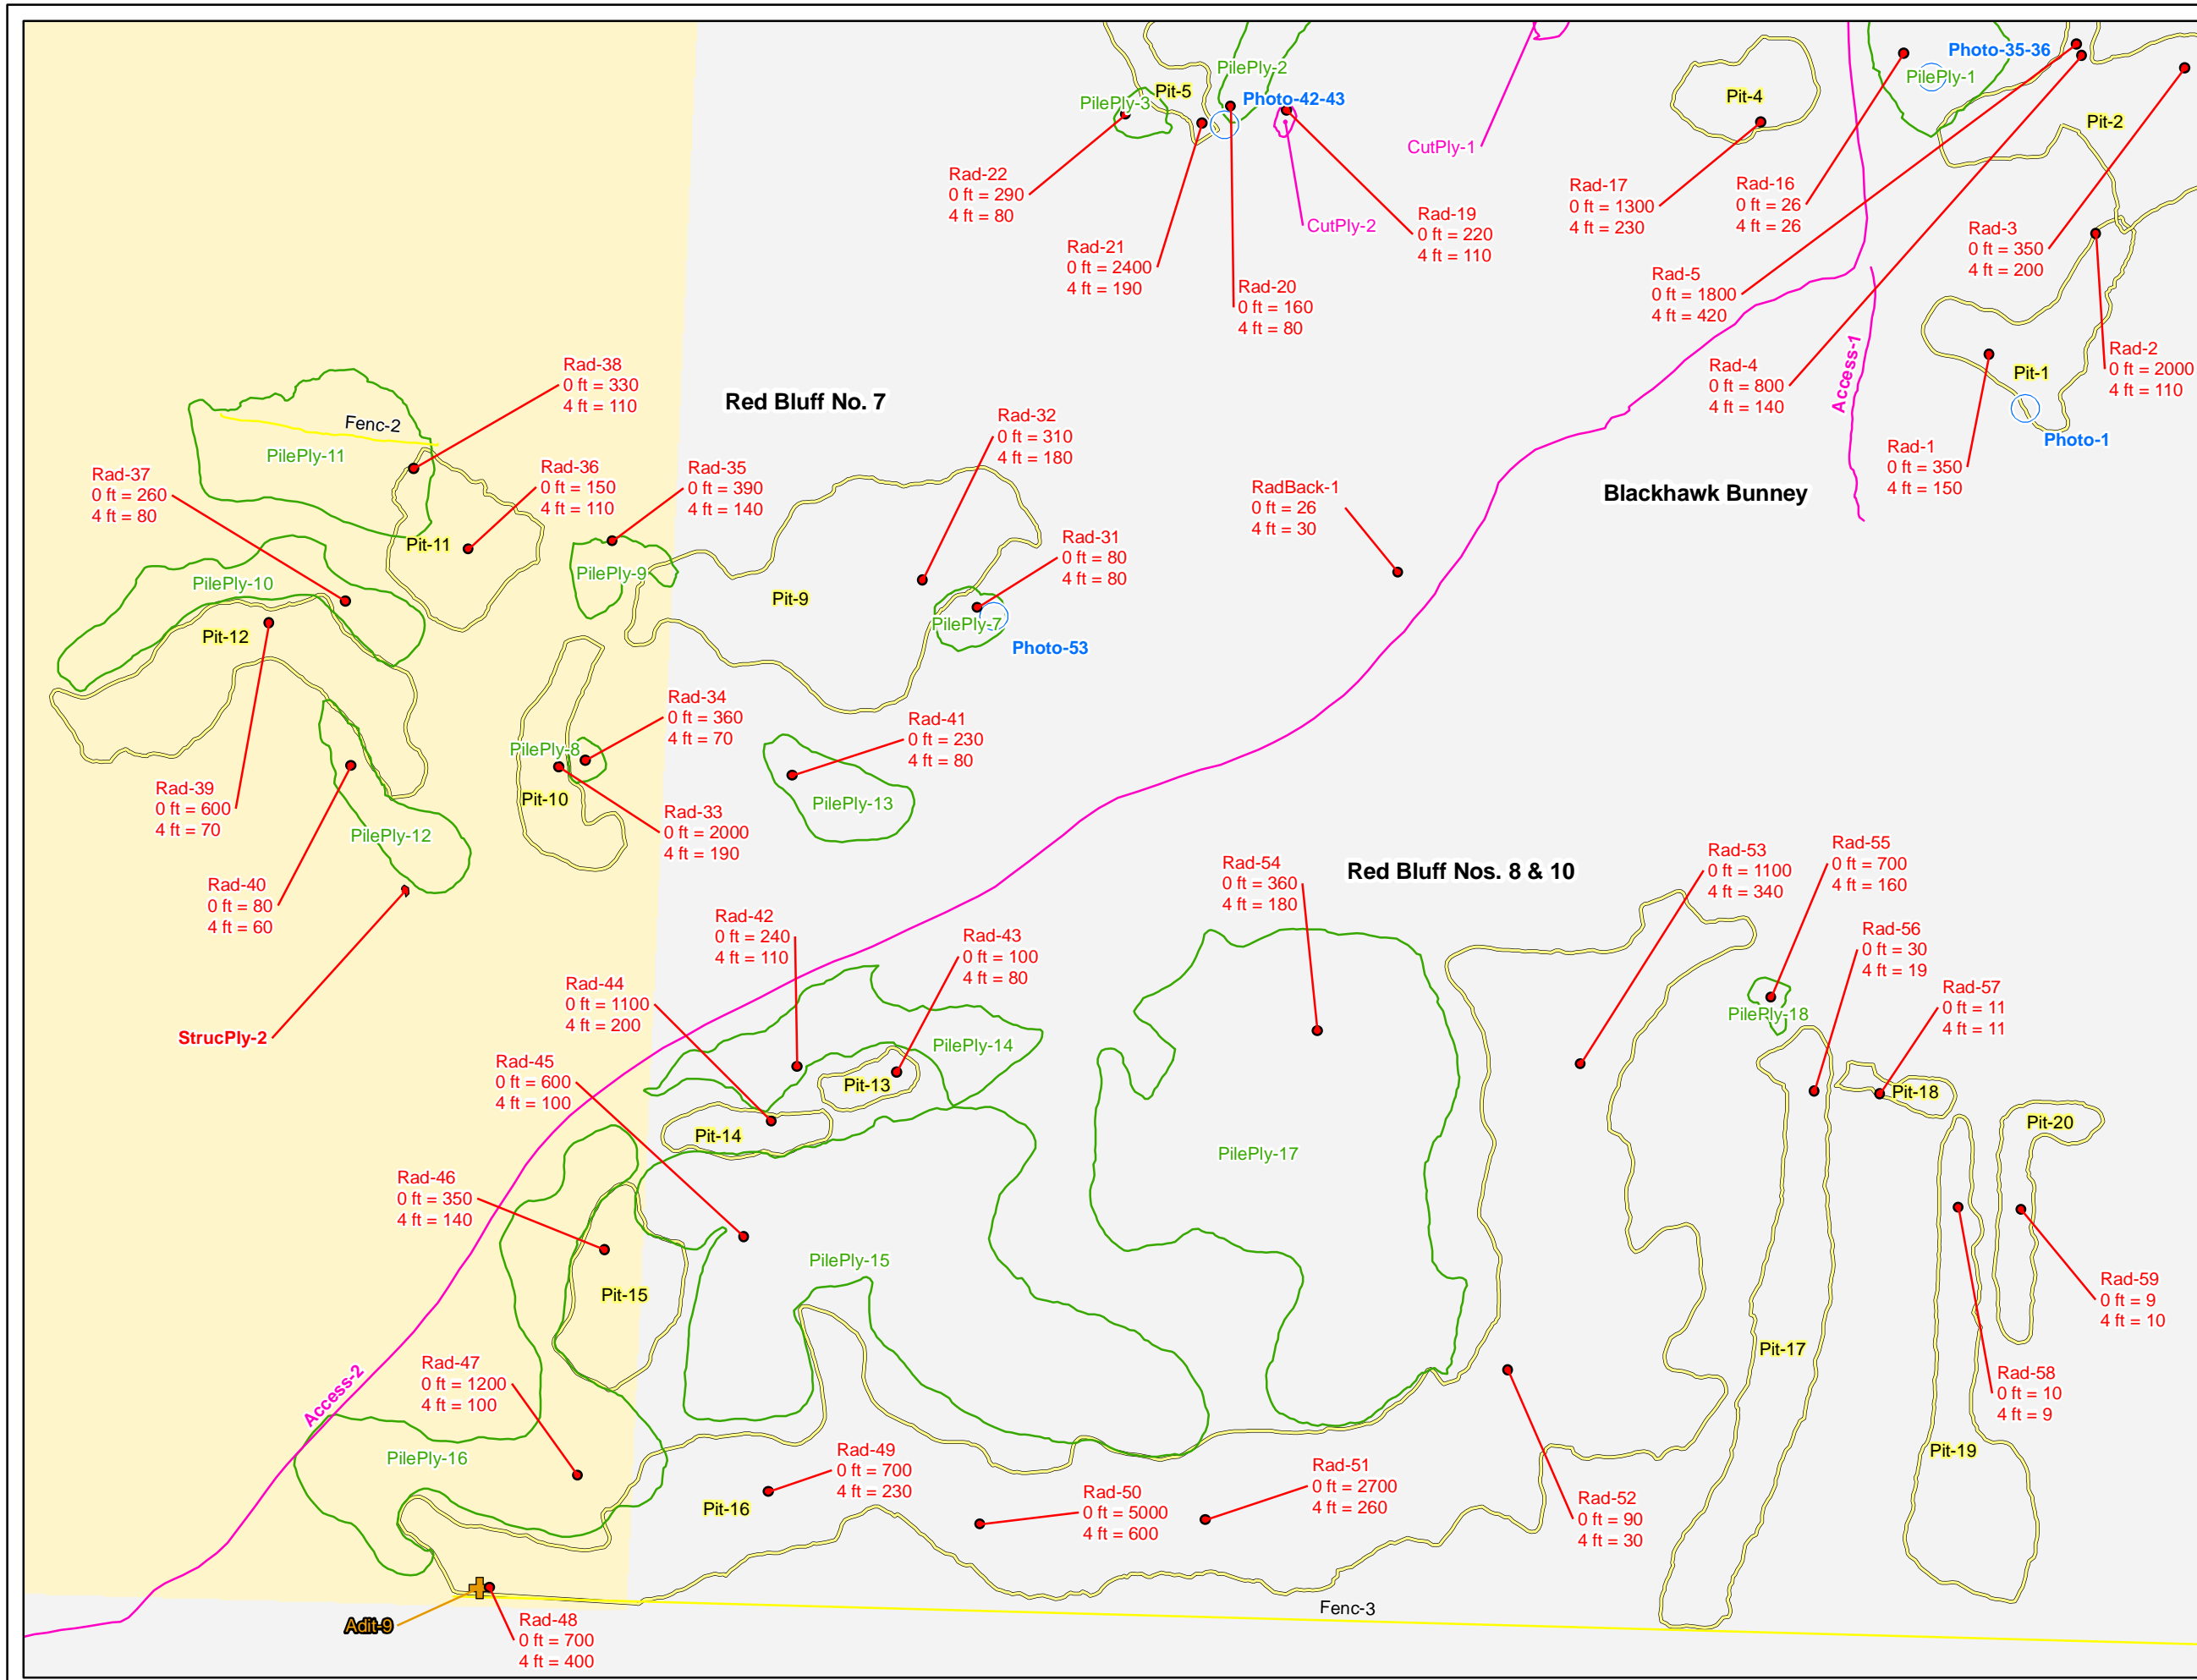 PilePly-2
Photo-35-36
PilePly-1
PilePly-3
Pit-5
Photo-42-43
Pit-4
Pit-2
CutPly-1
Rad-22
0 ft = 290
4 ft = 80
Rad-21
0 ft = 2400
4 ft = 190
Rad-20
0 ft = 160
4 ft = 80
CutPly-2
Rad-19
0 ft = 220
4 ft = 110
Rad-17
0 ft = 1300
4 ft = 230
Rad-16
0 ft = 26
4 ft = 26
Rad-5
0 ft = 1800
4 ft = 420
Rad-3
0 ft = 350
4 ft = 200
Rad-4
0 ft = 800
4 ft = 140
Access-1
Pit-1
Rad-2
0 ft = 2000
4 ft = 110
Photo-1
Rad-1
0 ft = 350
4 ft = 150
Rad-38
0 ft = 330
4 ft = 110
Red Bluff No. 7
Fenc-2
PilePly-11
Rad-32
0 ft = 310
4 ft = 180
Rad-37
0 ft = 260
4 ft = 80
Rad-36
0 ft = 150
4 ft = 110
Rad-35
0 ft = 390
4 ft = 140
RadBack-1
0 ft = 26
4 ft = 30
Blackhawk Bunney
Pit-11
Rad-31
0 ft = 80
4 ft = 80
PilePly-10
PilePly-9
Pit-9
Pit-12
PilePly-7
Photo-53
Rad-34
0 ft = 360
4 ft = 70
Rad-41
0 ft = 230
4 ft = 80
PilePly-8
Pit-10
Rad-39
0 ft = 600
4 ft = 70
PilePly-13
Rad-33
0 ft = 2000
4 ft = 190
PilePly-12
Rad-40
0 ft = 80
4 ft = 60
Rad-54
0 ft = 360
4 ft = 180
Red Bluff Nos. 8 & 10
Rad-53
0 ft = 1100
4 ft = 340
Rad-55
0 ft = 700
4 ft = 160
Rad-42
0 ft = 240
4 ft = 110
Rad-43
0 ft = 100
4 ft = 80
Rad-56
0 ft = 30
4 ft = 19
Rad-44
0 ft = 1100
4 ft = 200
Rad-57
0 ft = 11
4 ft = 11
PilePly-18
StrucPly-2
PilePly-14
Rad-45
0 ft = 600
4 ft = 100
Pit-13
Pit-18
Pit-14
Pit-20
PilePly-17
Rad-46
0 ft = 350
4 ft = 140
PilePly-15
Pit-15
Rad-59
0 ft = 9
4 ft = 10
Pit-17
Access-2
Rad-47
0 ft = 1200
4 ft = 100
Rad-58
0 ft = 10
4 ft = 9
PilePly-16
Rad-49
0 ft = 700
4 ft = 230
Pit-19
Rad-51
0 ft = 2700
4 ft = 260
Pit-16
Rad-50
0 ft = 5000
4 ft = 600
Rad-52
0 ft = 90
4 ft = 30
Fenc-3
Adit-9
Rad-48
0 ft = 700
4 ft = 400